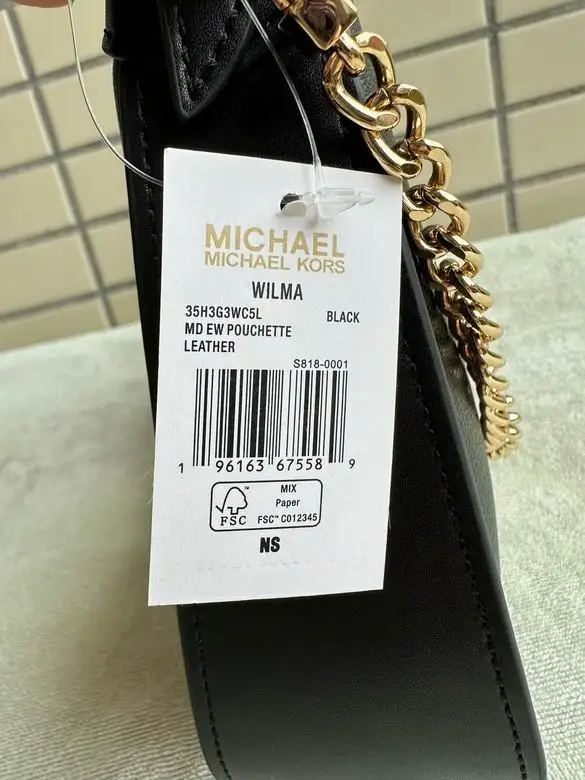 MICHAEL
MICHAEL KORS
WILMA
35H3G3WC5L BLACK
MD EW POUCHETTE
LEATHER
S818-0001
1 96163 67558 9
FSC
MIX
Paper
FSC™ C012345
NS